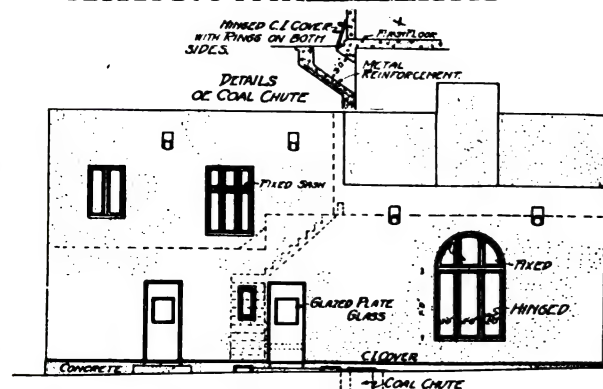 HINGED C.I. COVER
WITH RINGS ON BOTH
SIDES.
FIRST FLOOR
METAL
REINFORCEMENT.
DETAILS
OF COAL CHUTE
FIXED SASH
FIXED
HINGED
GLAZED PLATE
GLASS
C.I. COVER
CONCRETE
COAL CHUTE